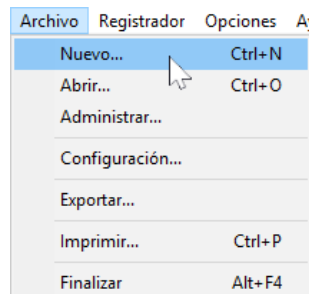 Archivo Registrador Opciones
Nuevo... Ctrl+N
Abrir... Ctrl+O
Administrar...
Configuración...
Exportar...
Imprimir... Ctrl+P
Finalizar Alt+F4